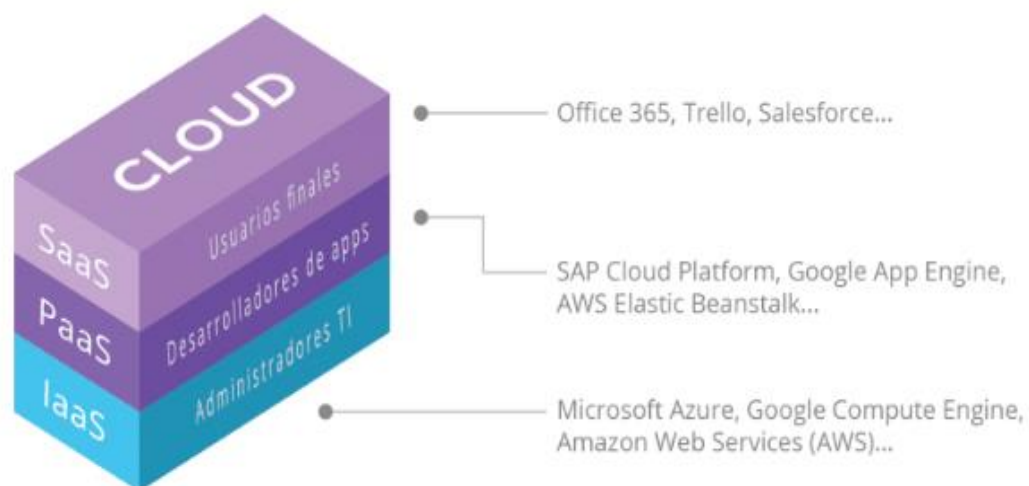 CLOUD
SaaS
Usuarios finales
Office 365, Trello, Salesforce...
PaaS
Desarrolladores de apps
SAP Cloud Platform, Google App Engine,
AWS Elastic Beanstalk...
IaaS
Administradores TI
Microsoft Azure, Google Compute Engine,
Amazon Web Services (AWS)...